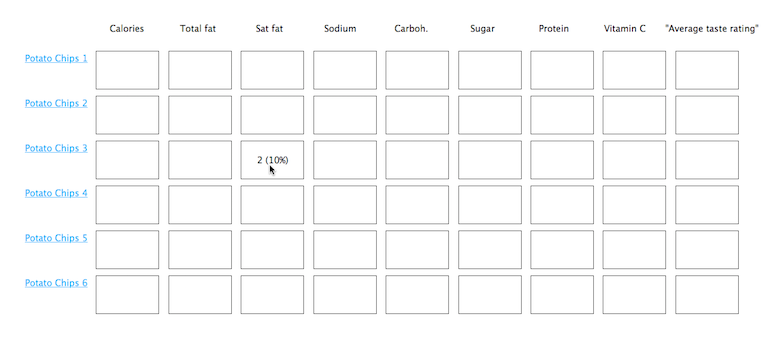 Calories Total fat Sat fat Sodium Carboh. Sugar Protein Vitamin C "Average taste rating"
Potato Chips 1
Potato Chips 2
Potato Chips 3 2 (10%)
Potato Chips 4
Potato Chips 5
Potato Chips 6